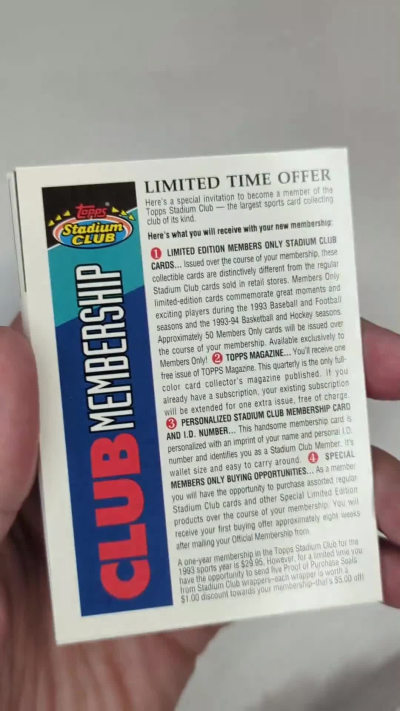 topps
Stadium
CLUB
CLUB MEMBERSHIP
LIMITED TIME OFFER
Here's a special invitation to become a member of the
Topps Stadium Club — the largest sports card collecting
club of its kind.
Here's what you will receive with your new membership:
1 LIMITED EDITION MEMBERS ONLY STADIUM CLUB
CARDS... Issued over the course of your membership, these
collectible cards are distinctively different from the regular
Stadium Club cards sold in retail stores. Members Only
limited-edition cards commemorate great moments and
exciting players during the 1993 Baseball and Football
seasons and the 1993-94 Basketball and Hockey seasons.
Approximately 50 Members Only cards will be issued over
the course of your membership. Available exclusively to
Members Only! 2 TOPPS MAGAZINE... You'll receive one
free issue of TOPPS Magazine. This quarterly is the only full-
color card collector's magazine published. If you
already have a subscription, your existing subscription
will be extended for one extra issue, free of charge.
3 PERSONALIZED STADIUM CLUB MEMBERSHIP CARD
AND I.D. NUMBER... This handsome membership card is
personalized with an imprint of your name and personal I.D.
number and identifies you as a Stadium Club Member. It's
wallet size and easy to carry around. 4 SPECIAL
MEMBERS ONLY BUYING OPPORTUNITIES... As a member
you will have the opportunity to purchase assorted regular
Stadium Club cards and other Special Limited Edition
products over the course of your membership. You will
receive your first buying offer approximately eight weeks
after mailing your Official Membership form.
A one-year membership in the Topps Stadium Club for the
1993 sports year is $29.95. However, for a limited time you
have the opportunity to send five Proof of Purchase Seals
from Stadium Club wrappers–each wrapper is worth a
$1.00 discount towards your membership–that's $5.00 off!